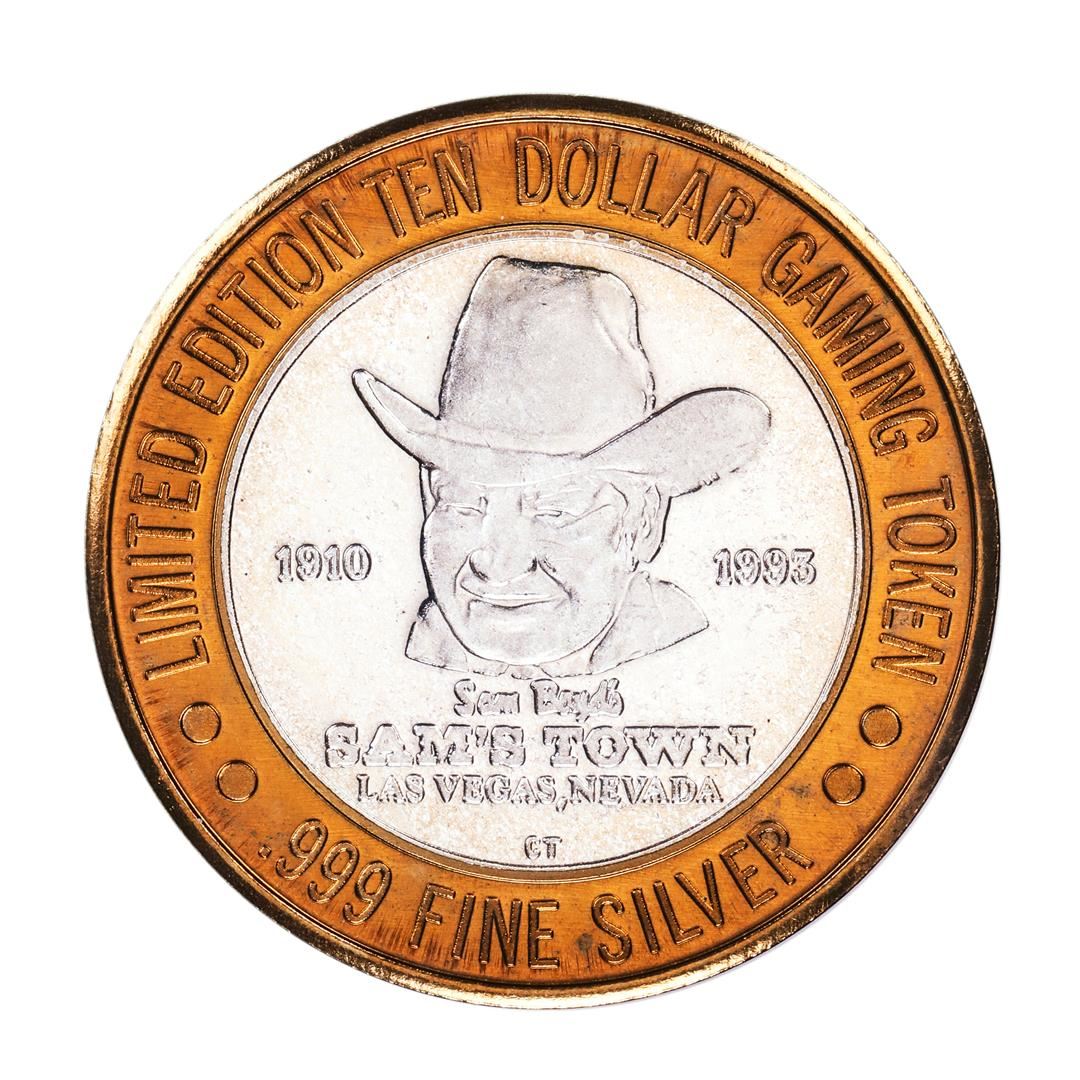 LIMITED EDITION TEN DOLLAR GAMING TOKEN
1910
1993
Sam Boyd's
SAM'S TOWN
LAS VEGAS, NEVADA
CT
.999 FINE SILVER